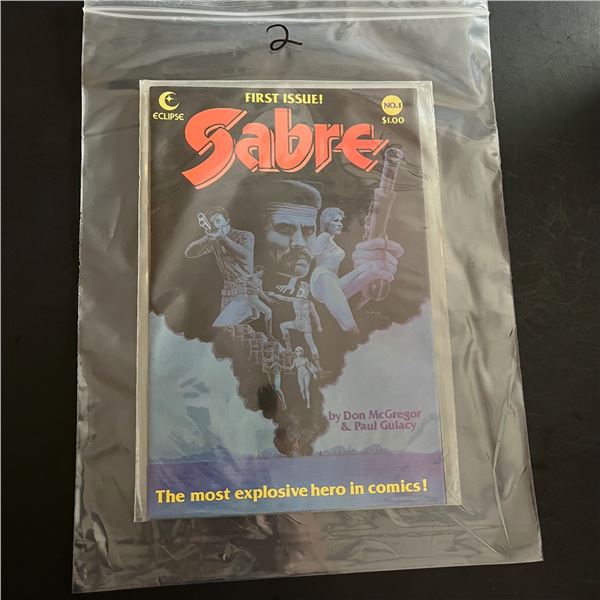 2
FIRST ISSUE!
ECLIPSE
NO.1
$1.00
Sabre
by Don McGregor
& Paul Gulacy
The most explosive hero in comics!